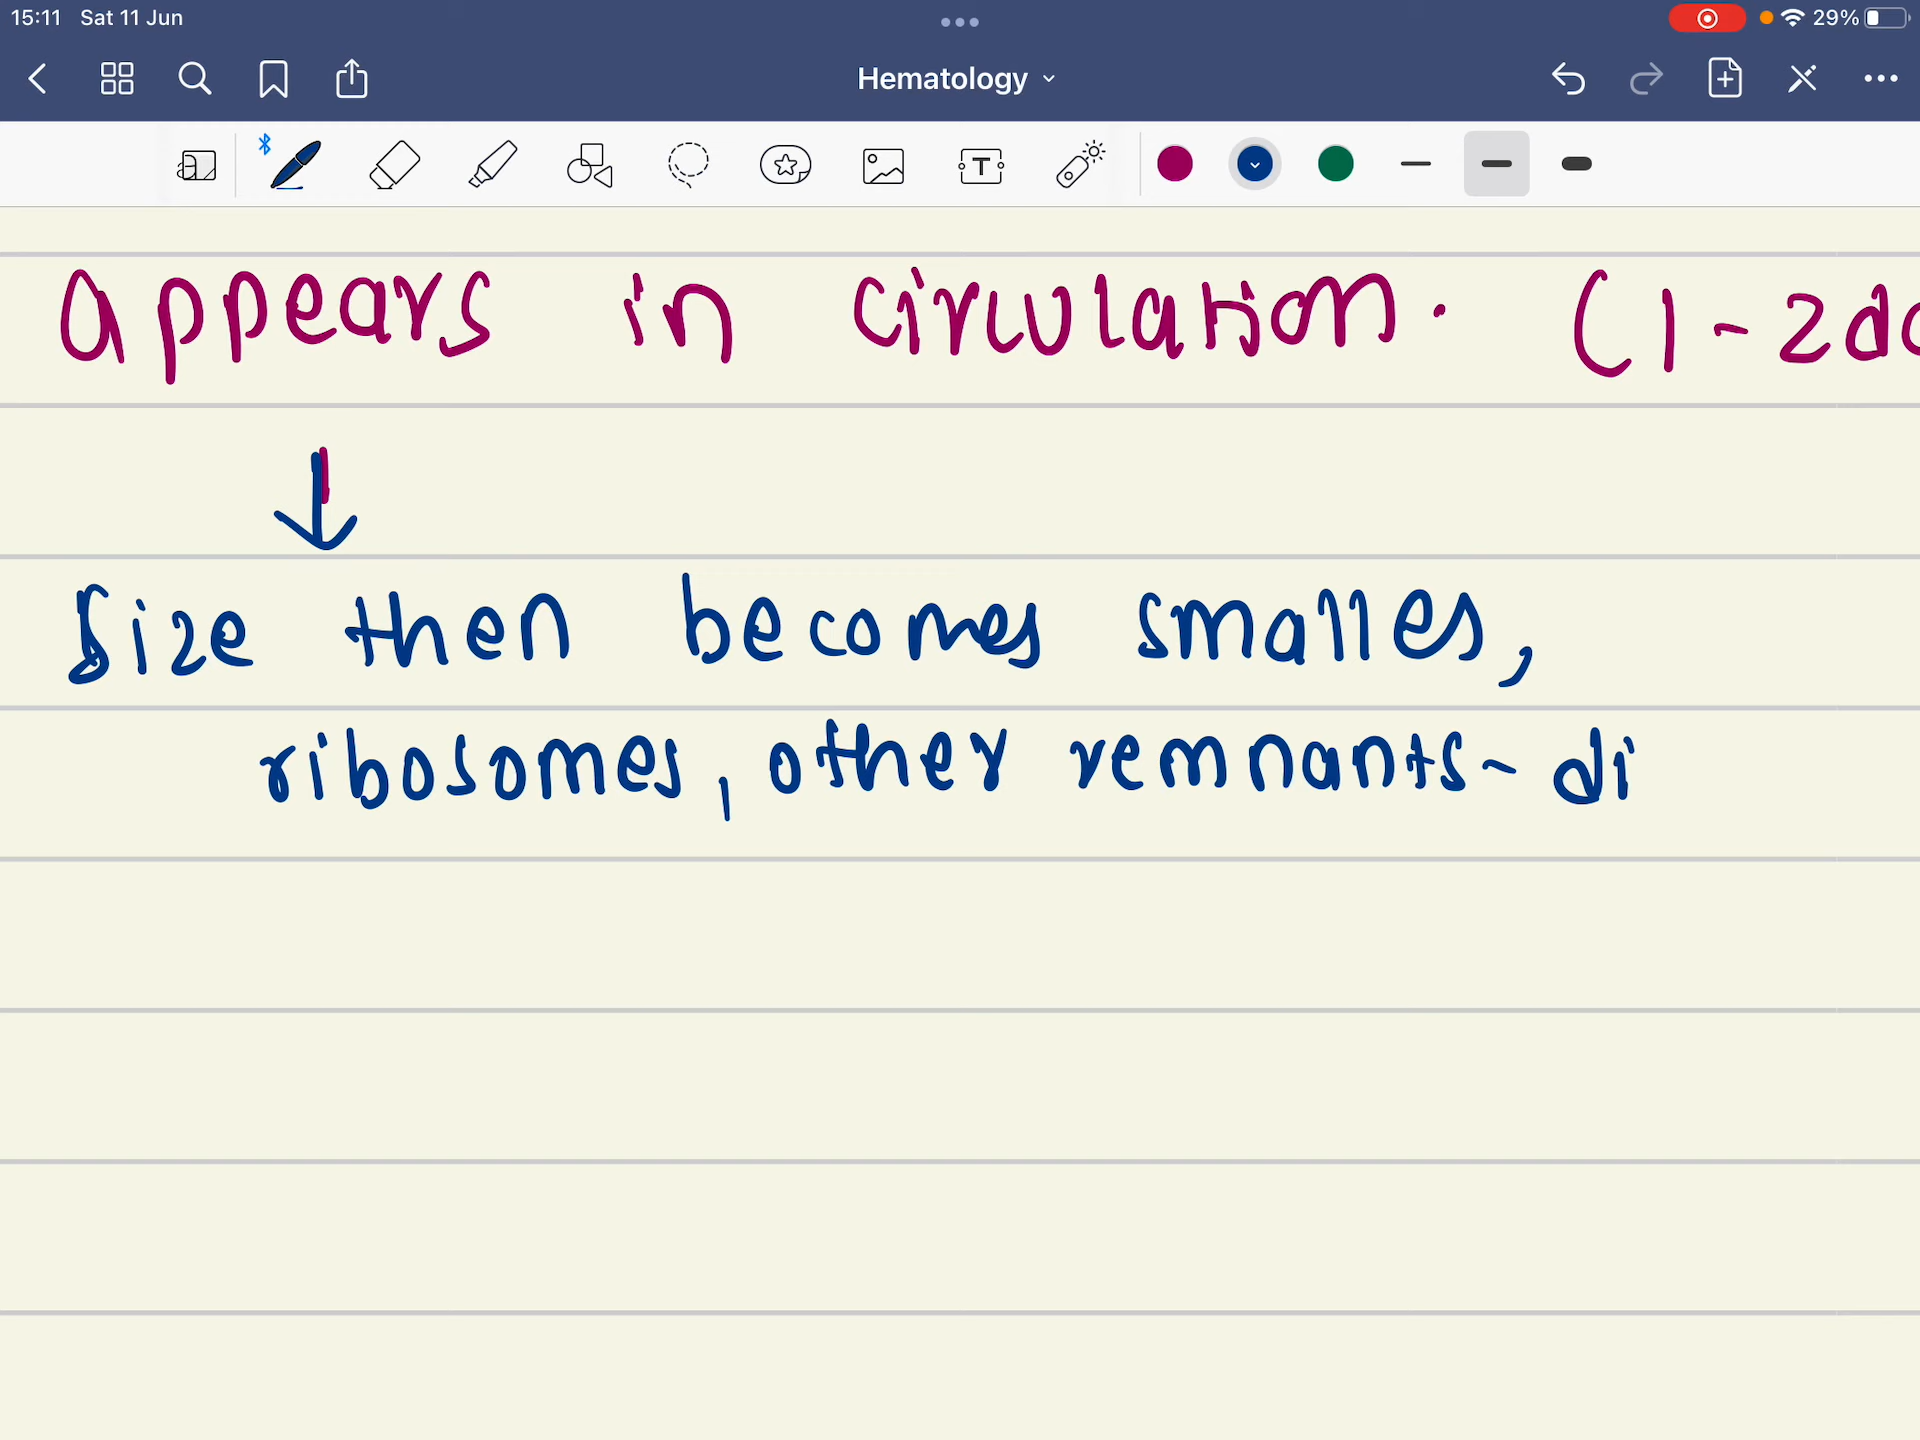 15:11 Sat 11 Jun
29%
Hematology
T
appears in circulation. (1-2da
Size then becomes smaller,
ribosomes, other remnants - di